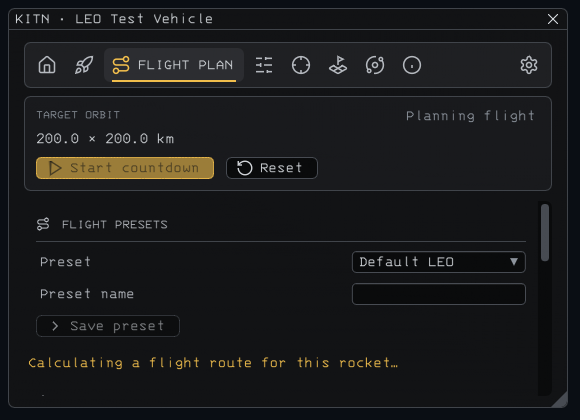 KITN · LEO Test Vehicle
FLIGHT PLAN
TARGET ORBIT
Planning flight
200.0 × 200.0 km
Start countdown
Reset
FLIGHT PRESETS
Preset
Default LEO
Preset name
Save preset
Calculating a flight route for this rocket…